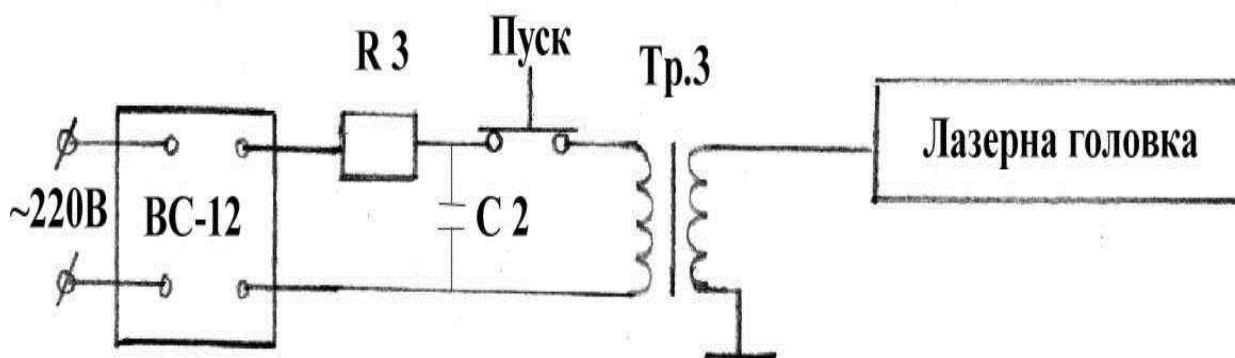 R 3
Пуск
Тр.3
~220В
ВС-12
С 2
Лазерна головка